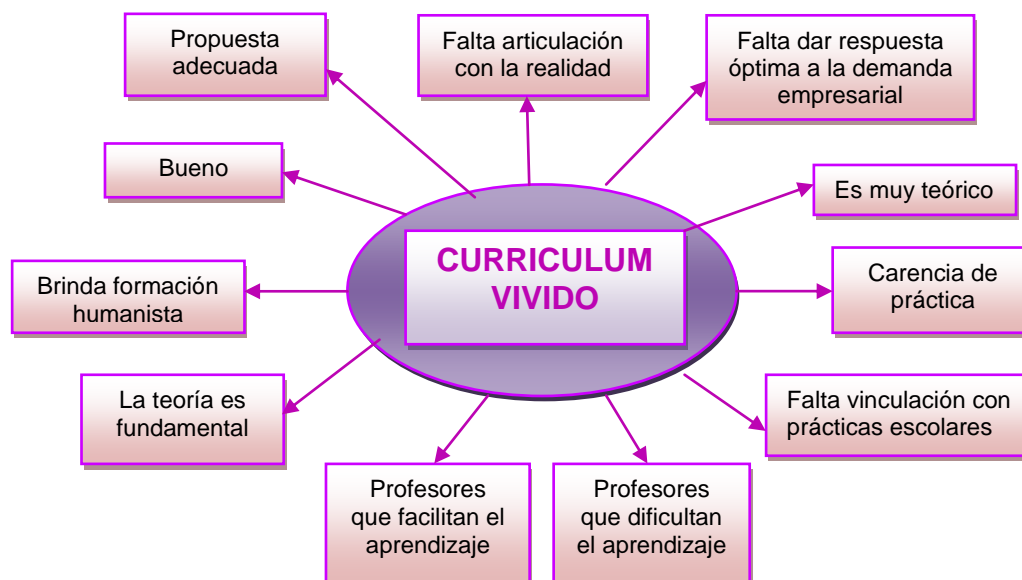 Propuesta
adecuada
Falta articulación
con la realidad
Falta dar respuesta
óptima a la demanda
empresarial
Bueno
Es muy teórico
CURRICULUM
VIVIDO
Brinda formación
humanista
Carencia de
práctica
La teoría es
fundamental
Falta vinculación con
prácticas escolares
Profesores
que facilitan el
aprendizaje
Profesores
que dificultan
el aprendizaje